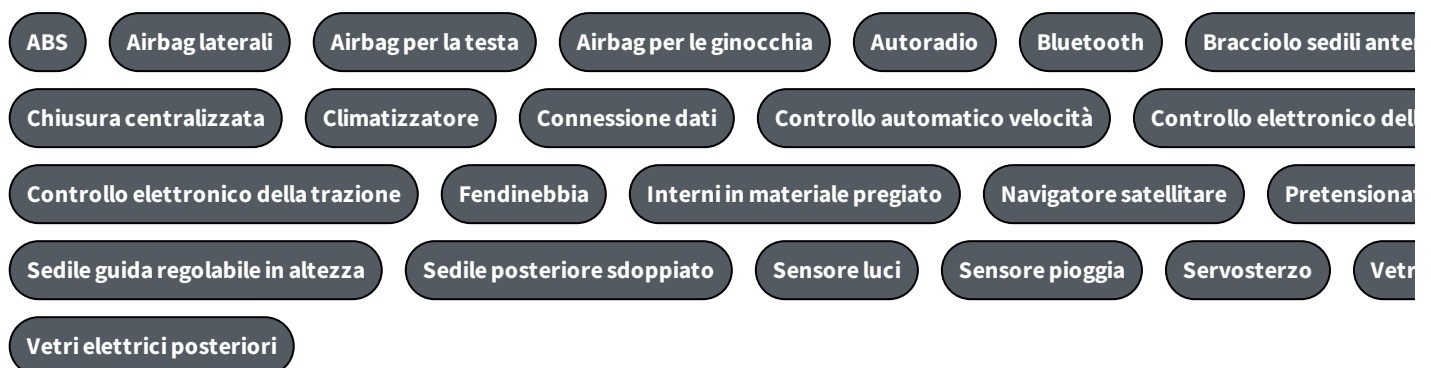 ABS Airbag laterali Airbag per la testa Airbag per le ginocchia Autoradio Bluetooth Bracciolo sedili
Chiusura centralizzata Climatizzatore Connessione dati Controllo automatico velocità Controllo elettronico
Controllo elettronico della trazione Fendinebbia Interni in materiale pregiato Navigatore satellitare
Sedile guida regolabile in altezza Sedile posteriore sdoppiato Sensore luci Sensore pioggia Servosterzo
Vetri elettrici posteriori